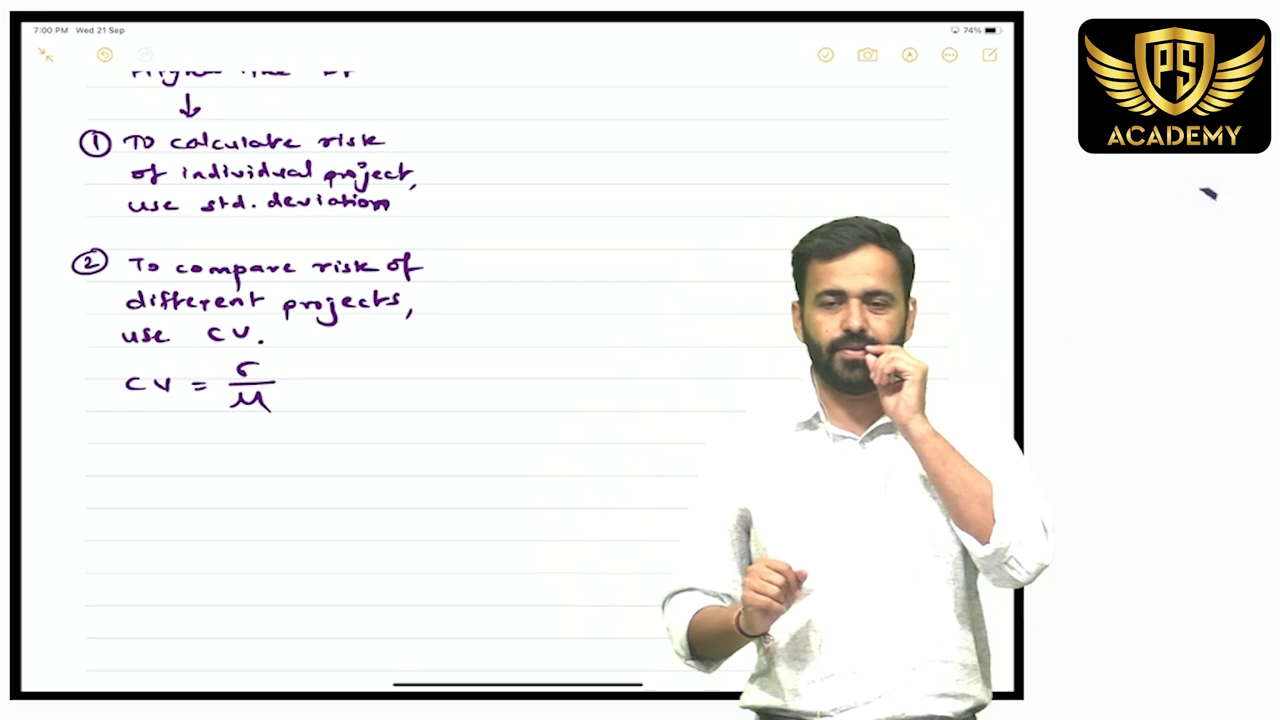 7:00 PM Wed 21 Sep
74%
① To calculate risk
of individual project,
use std. deviation
② To compare risk of
different projects,
use CV.
CV = σ/μ
PS
ACADEMY